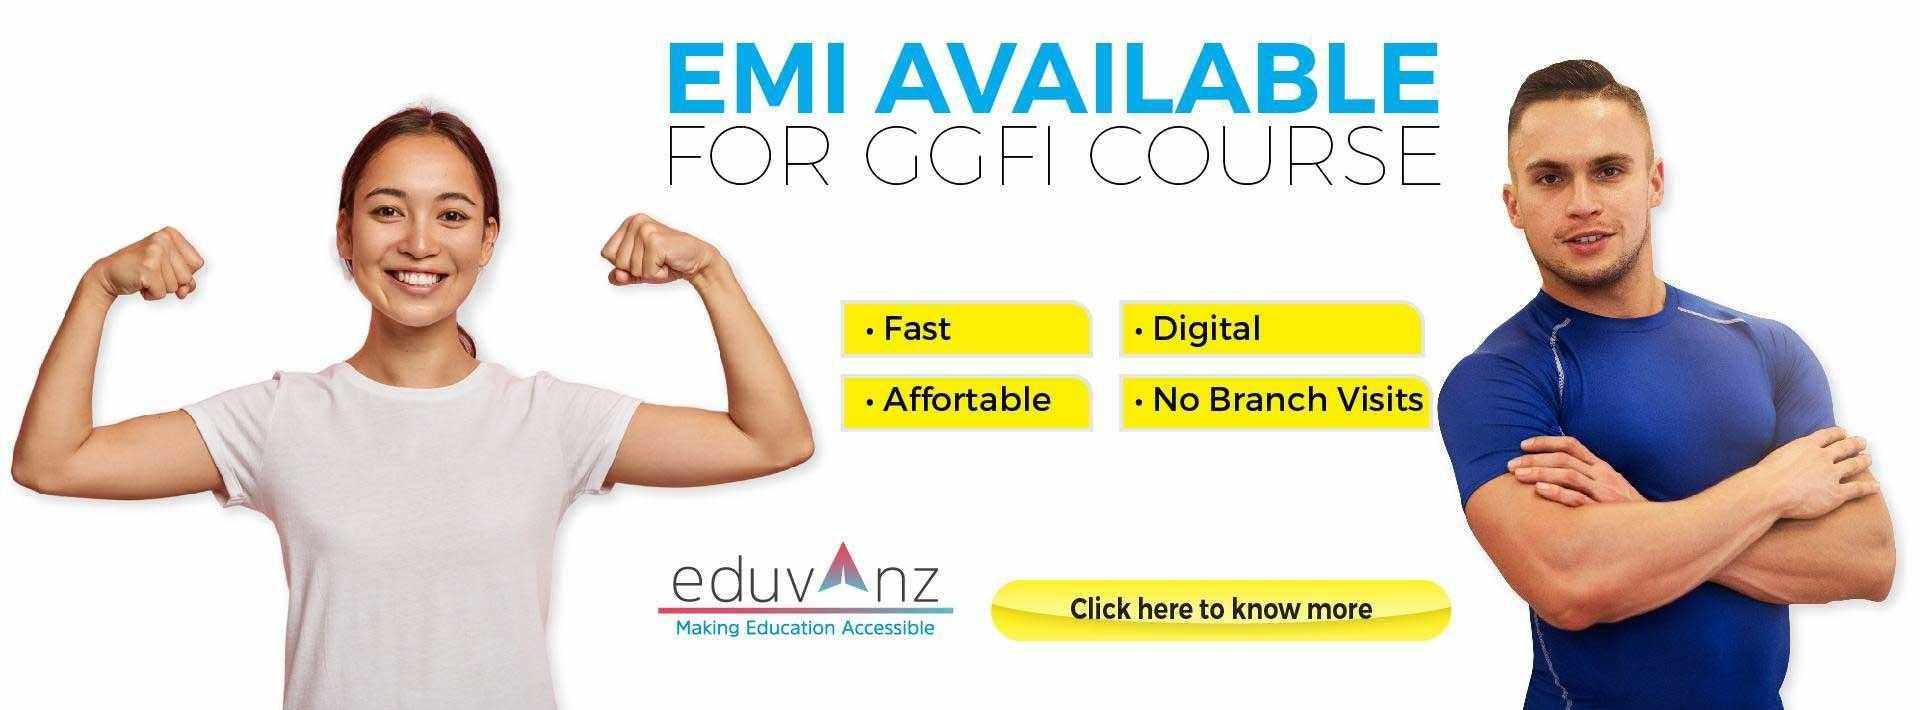 EMI AVAILABLE
FOR GGFI COURSE
• Fast
• Digital
• Affortable
• No Branch Visits
eduvanz
Making Education Accessible
Click here to know more